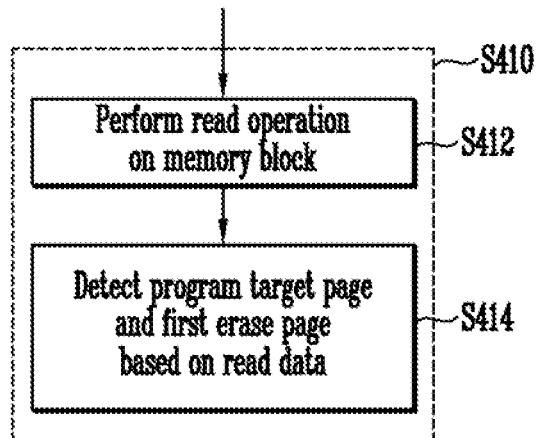 S410
Perform read operation
on memory block
S412
Detect program target page
and first erase page
based on read data
S414